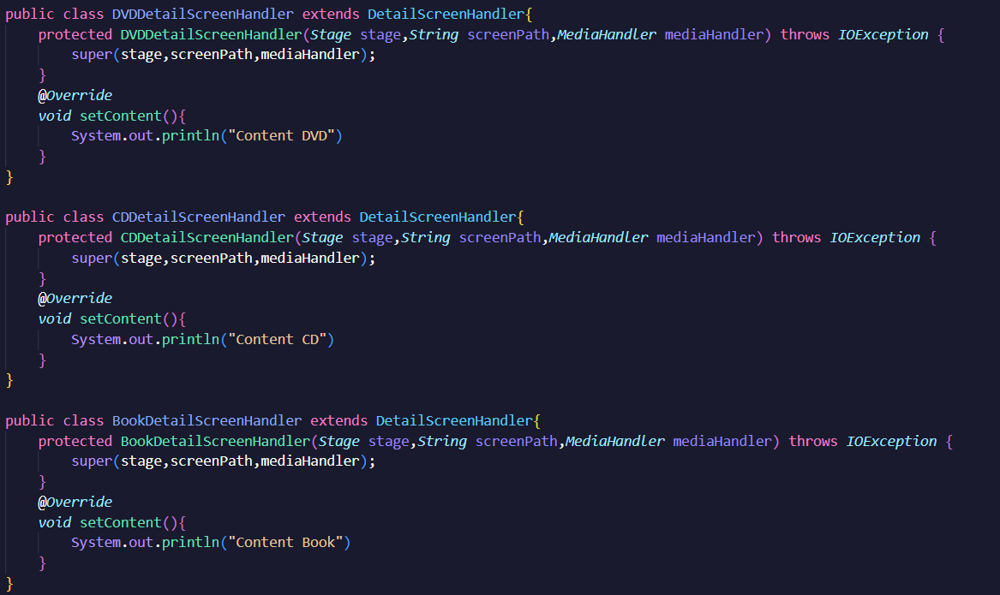 public class DVDDetailScreenHandler extends DetailScreenHandler{
    protected DVDDetailScreenHandler(Stage stage,String screenPath,MediaHandler mediaHandler) throws IOException {
        super(stage,screenPath,mediaHandler);
    }
    @Override
    void setContent(){
        System.out.println("Content DVD")
    }
}

public class CDDetailScreenHandler extends DetailScreenHandler{
    protected CDDetailScreenHandler(Stage stage,String screenPath,MediaHandler mediaHandler) throws IOException {
        super(stage,screenPath,mediaHandler);
    }
    @Override
    void setContent(){
        System.out.println("Content CD")
    }
}

public class BookDetailScreenHandler extends DetailScreenHandler{
    protected BookDetailScreenHandler(Stage stage,String screenPath,MediaHandler mediaHandler) throws IOException {
        super(stage,screenPath,mediaHandler);
    }
    @Override
    void setContent(){
        System.out.println("Content Book")
    }
}